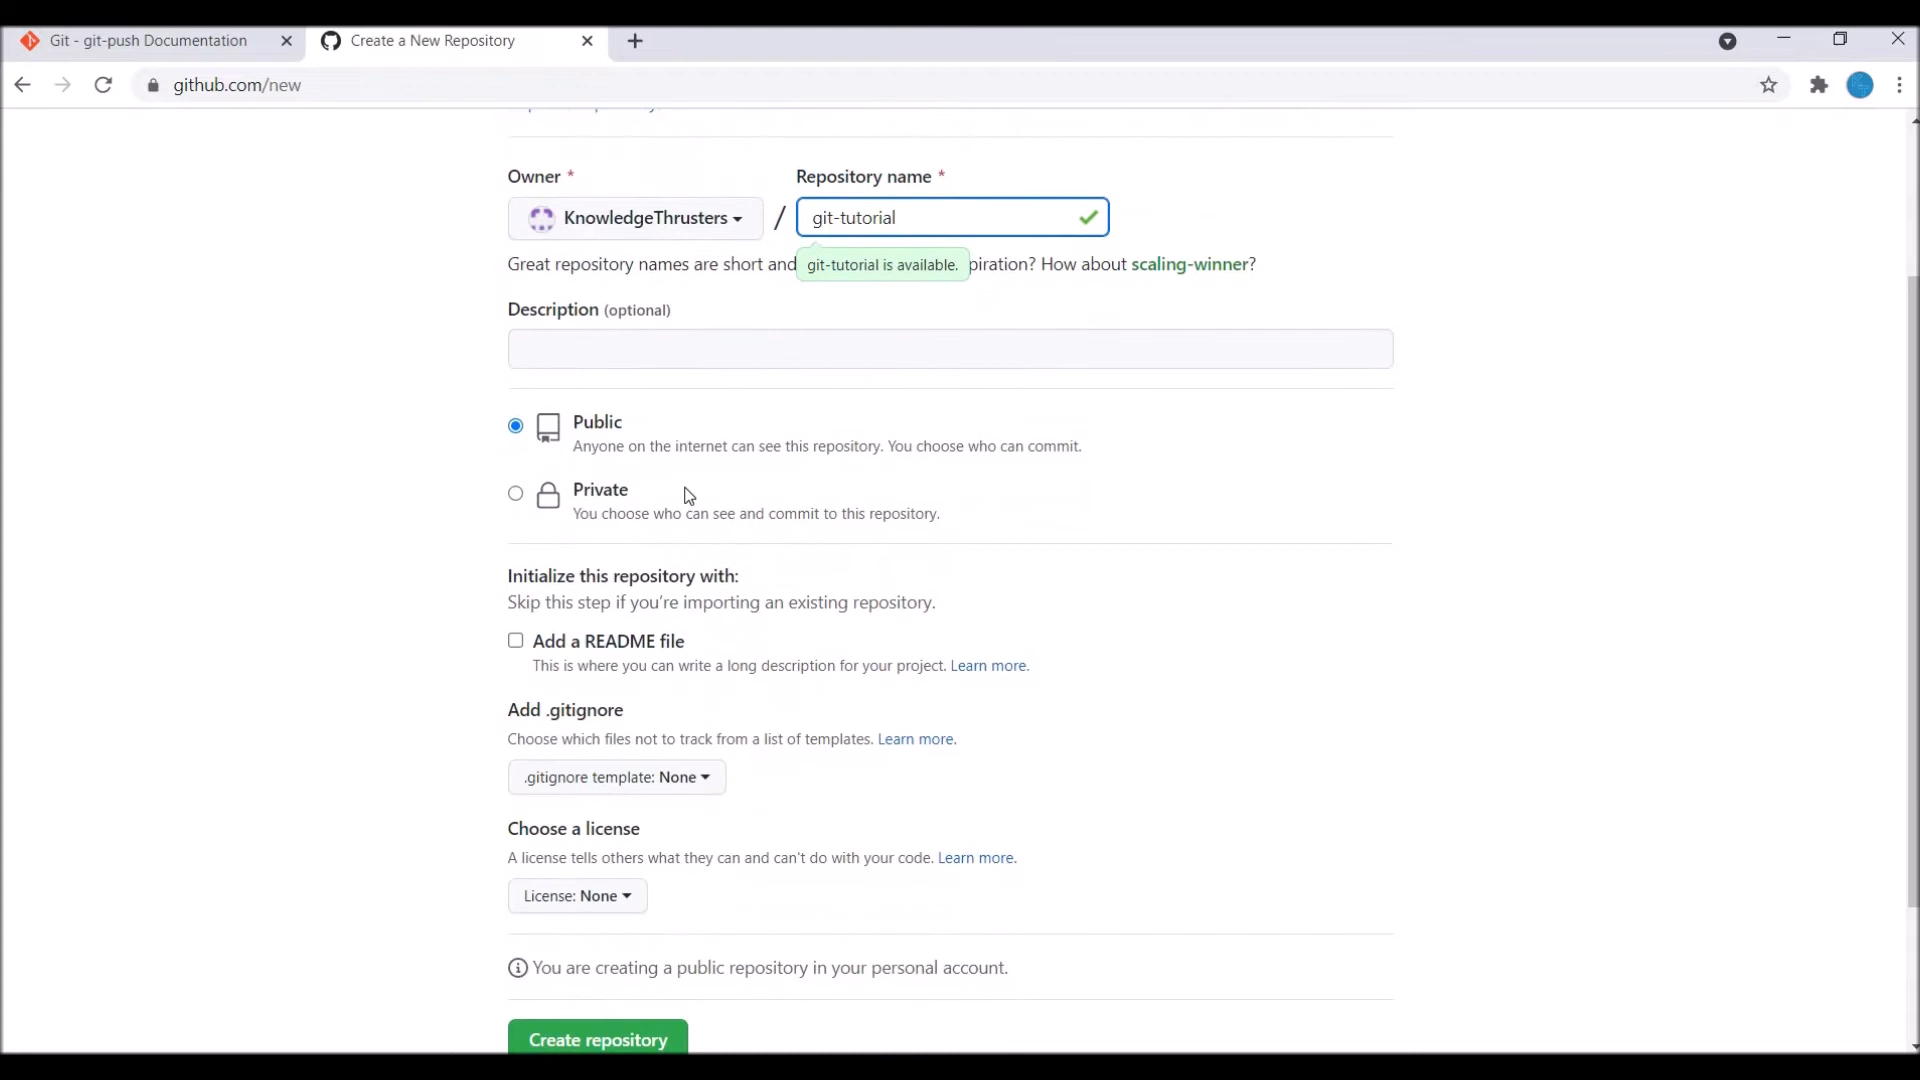 Git - git-push Documentation
Create a New Repository
github.com/new
Owner *
Repository name *
KnowledgeThrusters
/
git-tutorial
Great repository names are short and
git-tutorial is available.
piration? How about scaling-winner?
Description (optional)
Public
Anyone on the internet can see this repository. You choose who can commit.
Private
You choose who can see and commit to this repository.
Initialize this repository with:
Skip this step if you're importing an existing repository.
Add a README file
This is where you can write a long description for your project. Learn more.
Add .gitignore
Choose which files not to track from a list of templates. Learn more.
.gitignore template: None
Choose a license
A license tells others what they can and can't do with your code. Learn more.
License: None
You are creating a public repository in your personal account.
Create repository